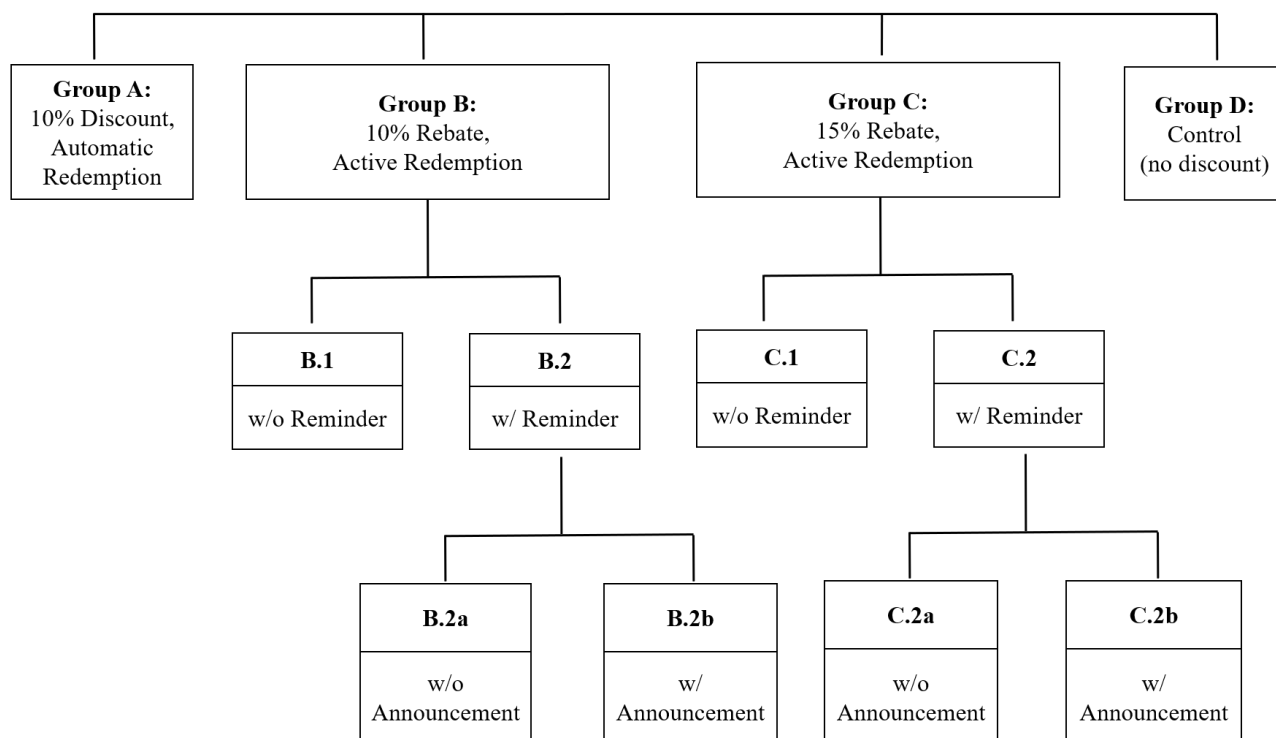 Group A:
10% Discount,
Automatic
Redemption
Group B:
10% Rebate,
Active Redemption
Group C:
15% Rebate,
Active Redemption
Group D:
Control
(no discount)
B.1
w/o Reminder
B.2
w/ Reminder
C.1
w/o Reminder
C.2
w/ Reminder
B.2a
w/o
Announcement
B.2b
w/
Announcement
C.2a
w/o
Announcement
C.2b
w/
Announcement